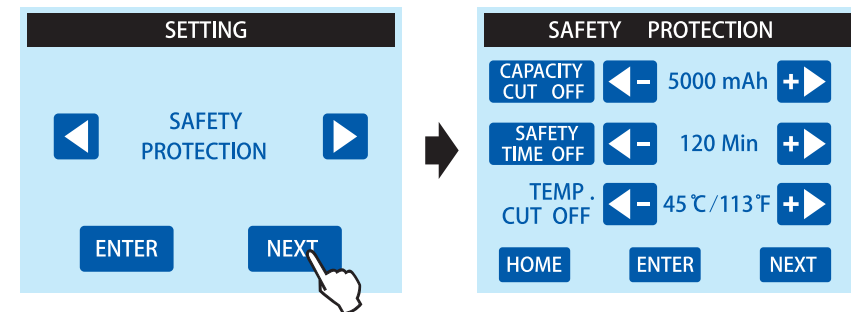 SETTING
SAFETY
PROTECTION
ENTER
NEXT
SAFETY PROTECTION
CAPACITY
CUT OFF
- 5000 mAh +
SAFETY
TIME OFF
- 120 Min +
TEMP.
CUT OFF
- 45℃/113℉ +
HOME
ENTER
NEXT